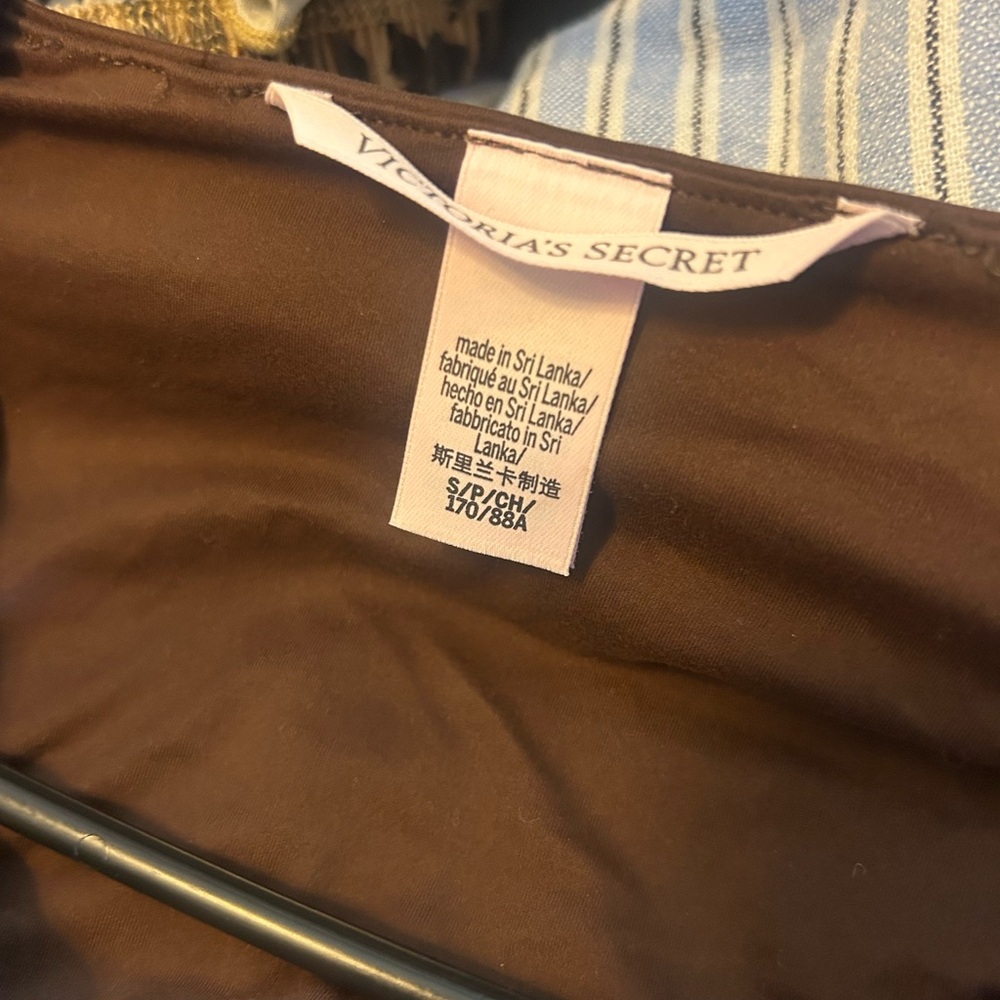 VICTORIA'S SECRET
made in Sri Lanka/
fabriqué au Sri Lanka/
hecho en Sri Lanka/
fabbricato in Sri
Lanka/
斯里兰卡制造
S/P/CH/
170/88A